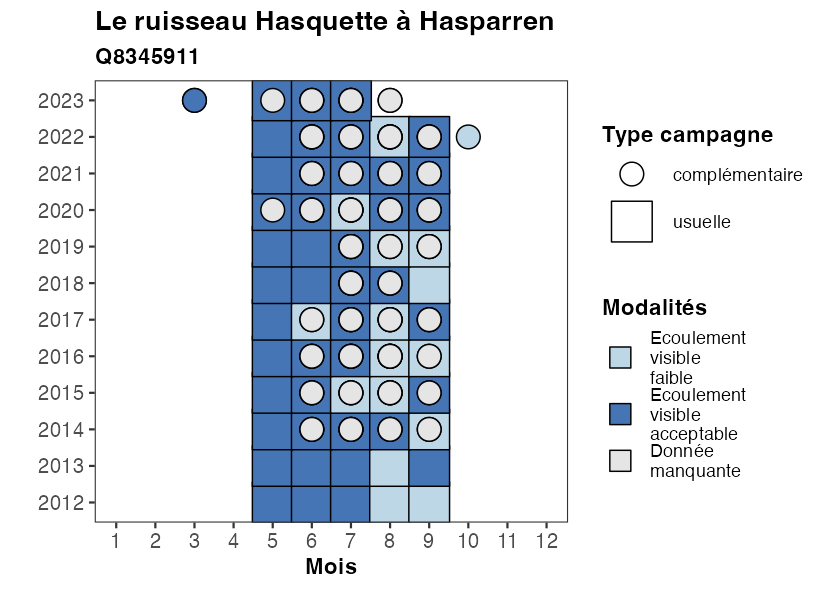 Le ruisseau Hasquette à Hasparren
Q8345911
2023
2022
2021
2020
2019
2018
2017
2016
2015
2014
2013
2012
1 2 3 4 5 6 7 8 9 10 11 12
Mois
Type campagne
complémentaire
usuelle
Modalités
Ecoulement
visible
faible
Ecoulement
visible
acceptable
Donnée
manquante